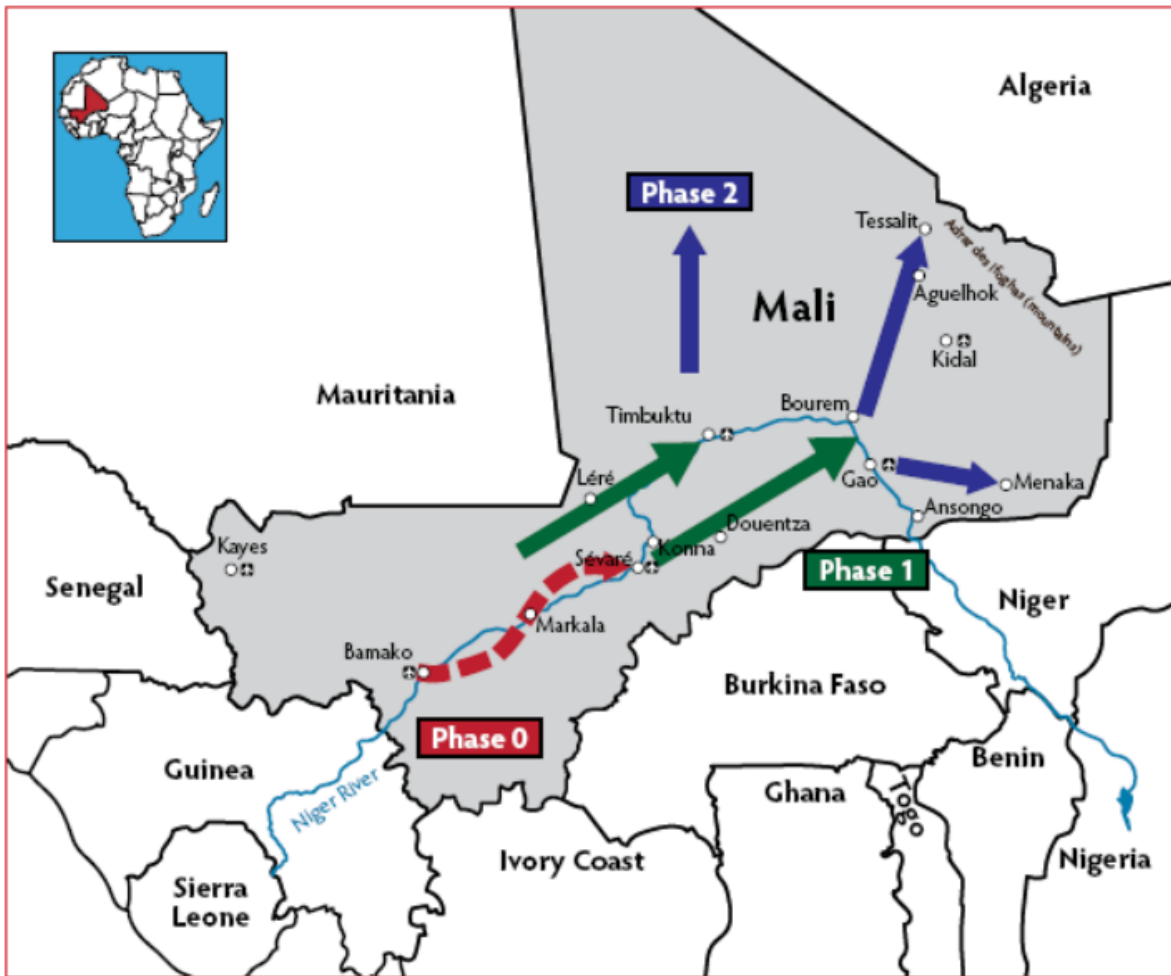 Algeria
Phase 2
Tessalit
Adrar des Ifoghas (mountains)
Aguelhok
Mali
Kidal
Mauritania
Bourem
Timbuktu
Léré
Gao
Menaka
Ansongo
Douentza
Konna
Kayes
Sévaré
Phase 1
Senegal
Niger
Markala
Bamako
Burkina Faso
Phase 0
Guinea
Benin
Niger River
Ghana
Togo
Ivory Coast
Nigeria
Sierra
Leone